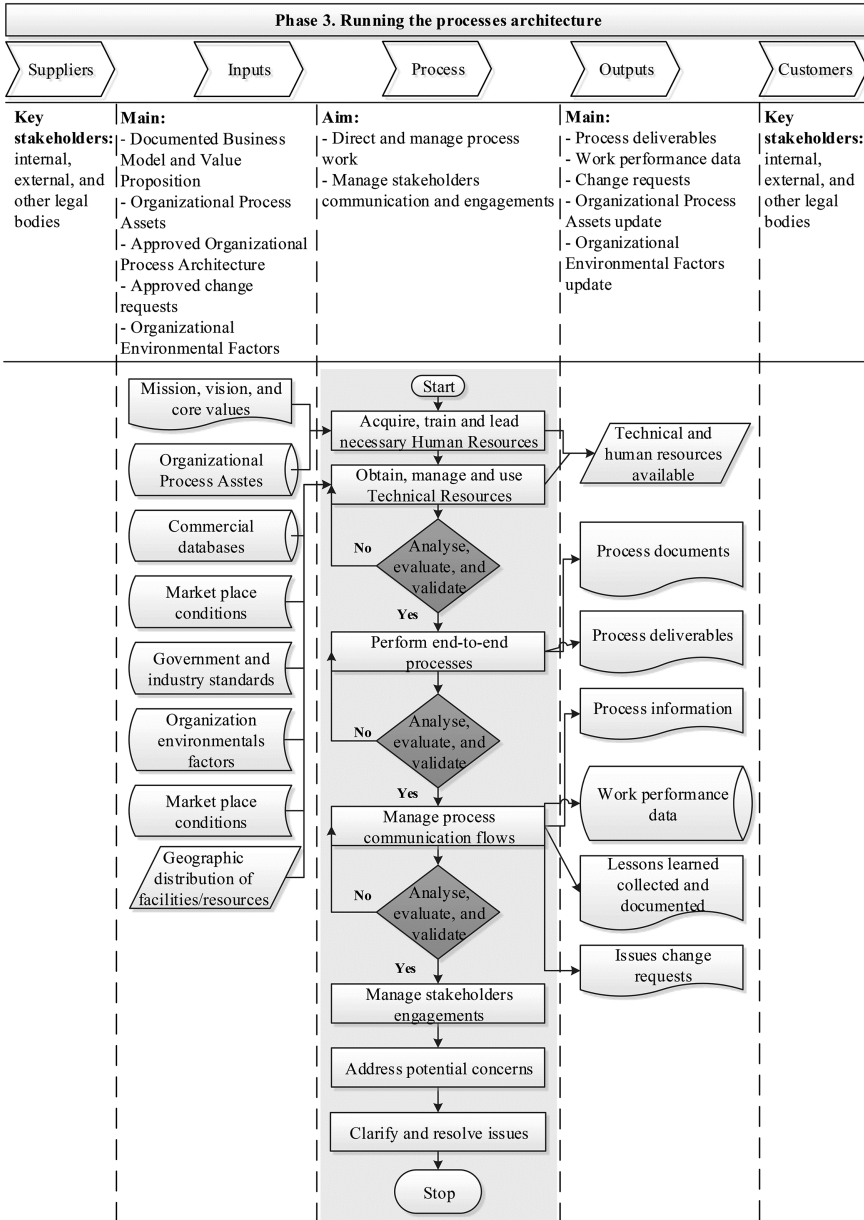 Phase 3. Running the processes architecture
Suppliers
Inputs
Process
Outputs
Customers
Key
stakeholders:
internal,
external, and
other legal
bodies
Main:
- Documented Business
Model and Value
Proposition
- Organizational Process
Assets
- Approved Organizational
Process Architecture
- Approved change
requests
- Organizational
Environmental Factors
Aim:
- Direct and manage process
work
- Manage stakeholders
communication and engagements
Main:
- Process deliverables
- Work performance data
- Change requests
- Organizational Process
Assets update
- Organizational
Environmental Factors
update
Key
stakeholders:
internal,
external, and
other legal
bodies
Mission, vision, and
core values
Organizational
Process Asstes
Commercial
databases
Market place
conditions
Government and
industry standards
Organization
environmentals
factors
Market place
conditions
Geographic
distribution of
facilities/resources
Start
Acquire, train and lead
necessary Human Resources
Obtain, manage and use
Technical Resources
No
Analyse,
evaluate, and
validate
Yes
Perform end-to-end
processes
No
Analyse,
evaluate, and
validate
Yes
Manage process
communication flows
No
Analyse,
evaluate, and
validate
Yes
Manage stakeholders
engagements
Address potential concerns
Clarify and resolve issues
Stop
Technical and
human resources
available
Process documents
Process deliverables
Process information
Work performance
data
Lessons learned
collected and
documented
Issues change
requests